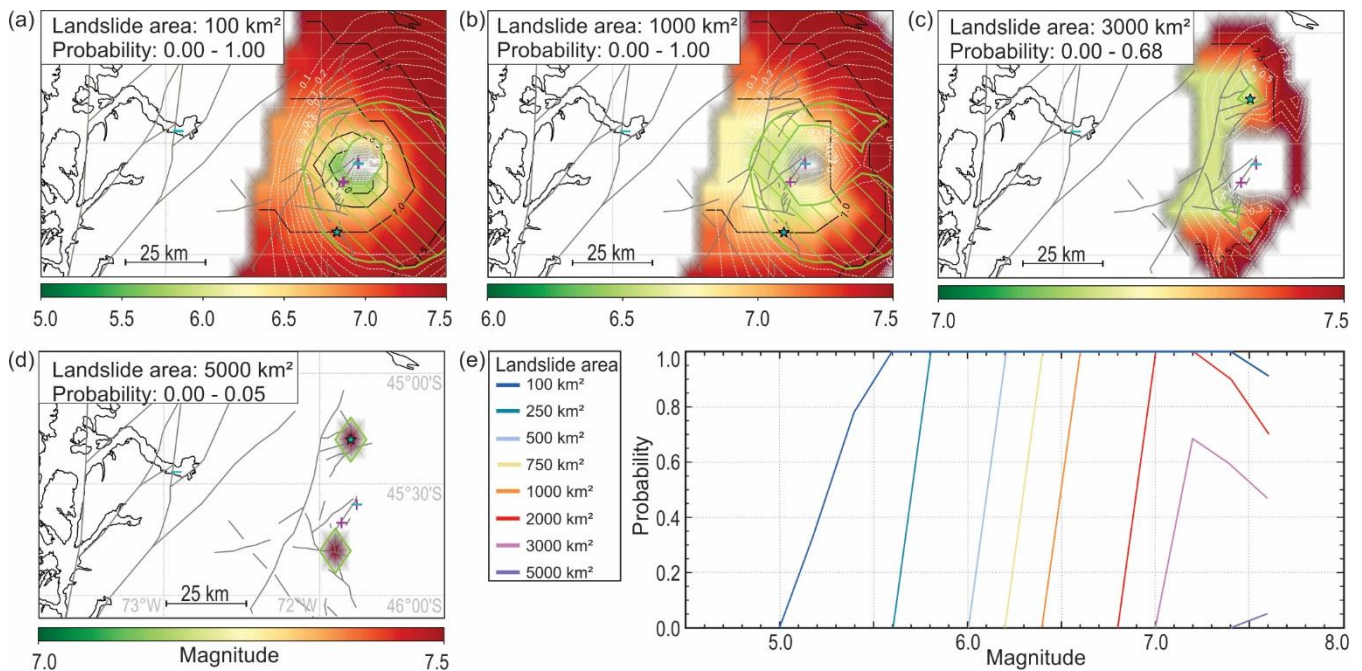 (a) Landslide area: 100 km²
Probability: 0.00 - 1.00
25 km
7.0
5.0 5.5 6.0 6.5 7.0 7.5
(b) Landslide area: 1000 km²
Probability: 0.00 - 1.00
25 km
7.0
6.0 6.5 7.0 7.5
(c) Landslide area: 3000 km²
Probability: 0.00 - 0.68
25 km
7.0 7.5
(d) Landslide area: 5000 km²
Probability: 0.00 - 0.05
45°00'S
45°30'S
46°00'S
73°W 25 km 72°W
7.0 Magnitude 7.5
(e) Landslide area
100 km²
250 km²
500 km²
750 km²
1000 km²
2000 km²
3000 km²
5000 km²
Probability
1.0
0.8
0.6
0.4
0.2
0.0
5.0 6.0 7.0 8.0
Magnitude